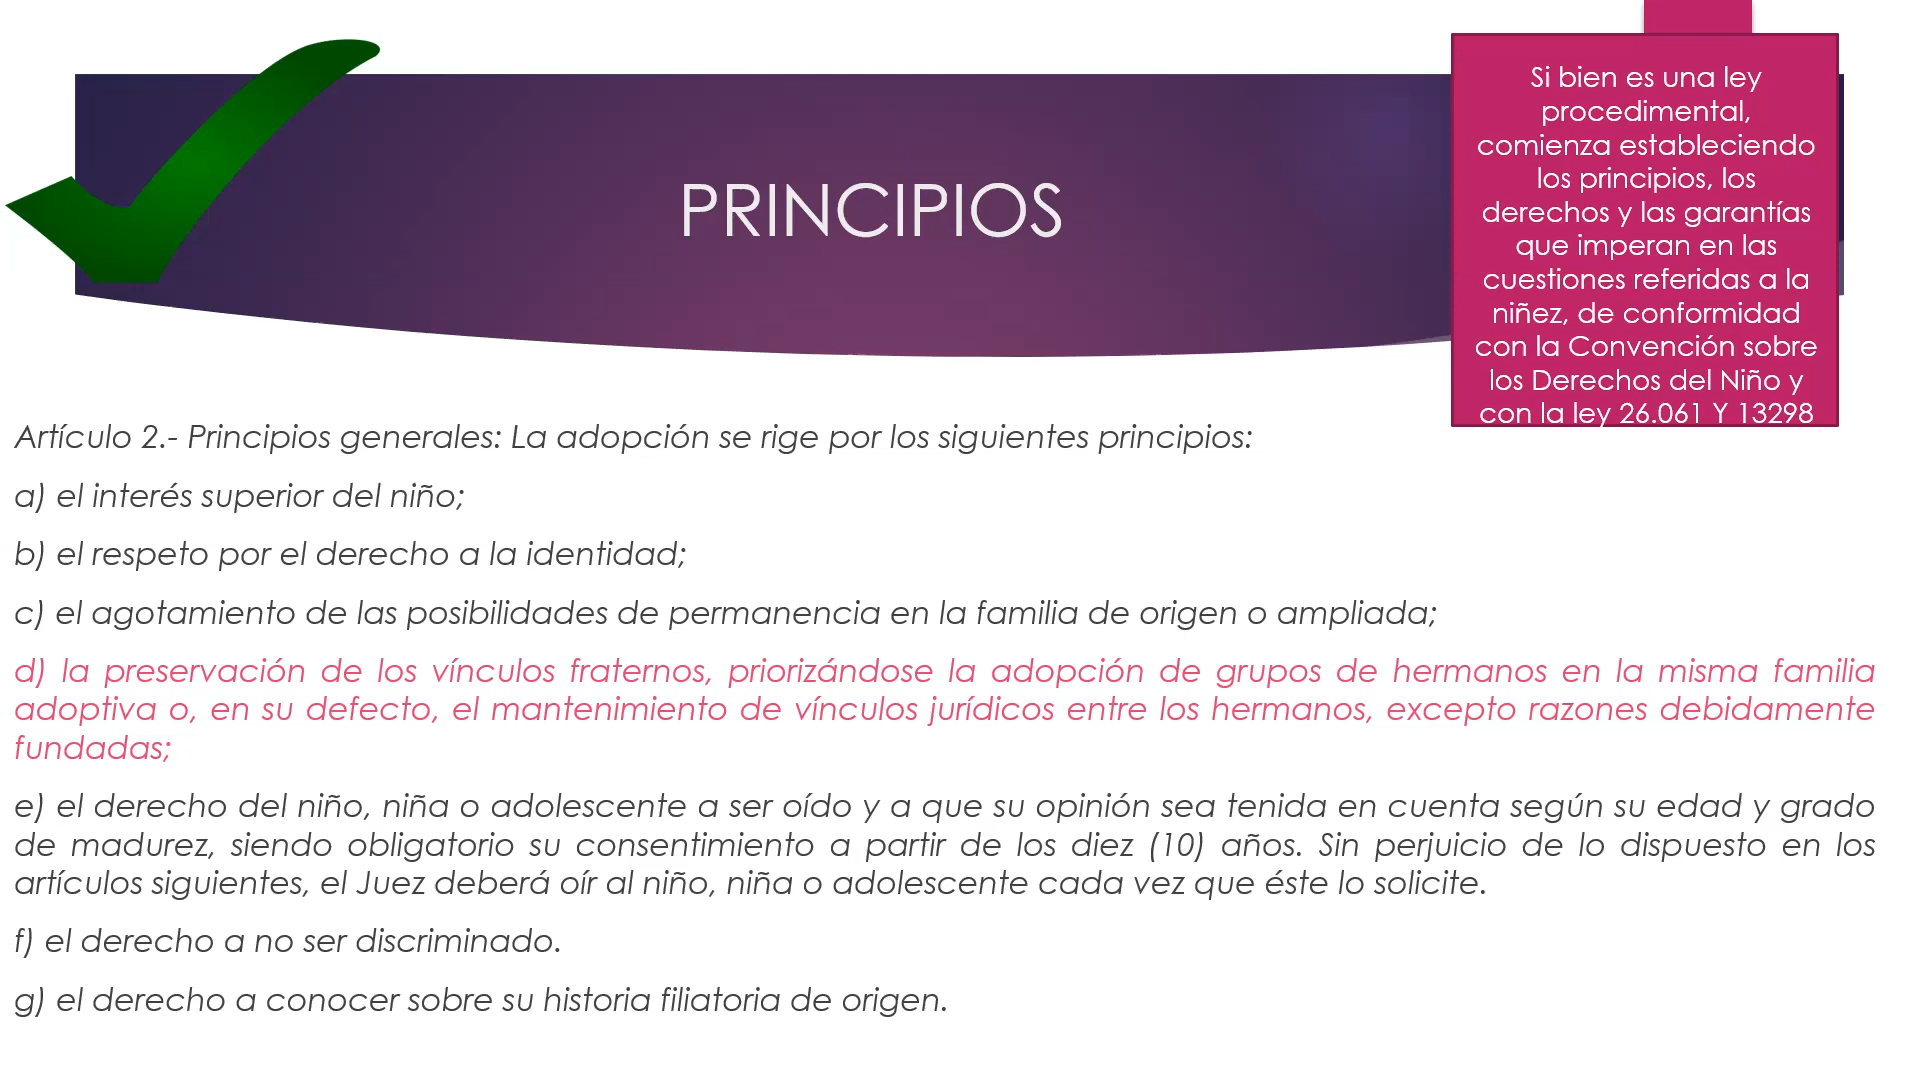 PRINCIPIOS
Si bien es una ley
procedimental,
comienza estableciendo
los principios, los
derechos y las garantías
que imperan en las
cuestiones referidas a la
niñez, de conformidad
con la Convención sobre
los Derechos del Niño y
con la ley 26.061 Y 13298
Artículo 2.- Principios generales: La adopción se rige por los siguientes principios:
a) el interés superior del niño;
b) el respeto por el derecho a la identidad;
c) el agotamiento de las posibilidades de permanencia en la familia de origen o ampliada;
d) la preservación de los vínculos fraternos, priorizándose la adopción de grupos de hermanos en la misma familia
adoptiva o, en su defecto, el mantenimiento de vínculos jurídicos entre los hermanos, excepto razones debidamente
fundadas;
e) el derecho del niño, niña o adolescente a ser oído y a que su opinión sea tenida en cuenta según su edad y grado
de madurez, siendo obligatorio su consentimiento a partir de los diez (10) años. Sin perjuicio de lo dispuesto en los
artículos siguientes, el Juez deberá oír al niño, niña o adolescente cada vez que éste lo solicite.
f) el derecho a no ser discriminado.
g) el derecho a conocer sobre su historia filiatoria de origen.